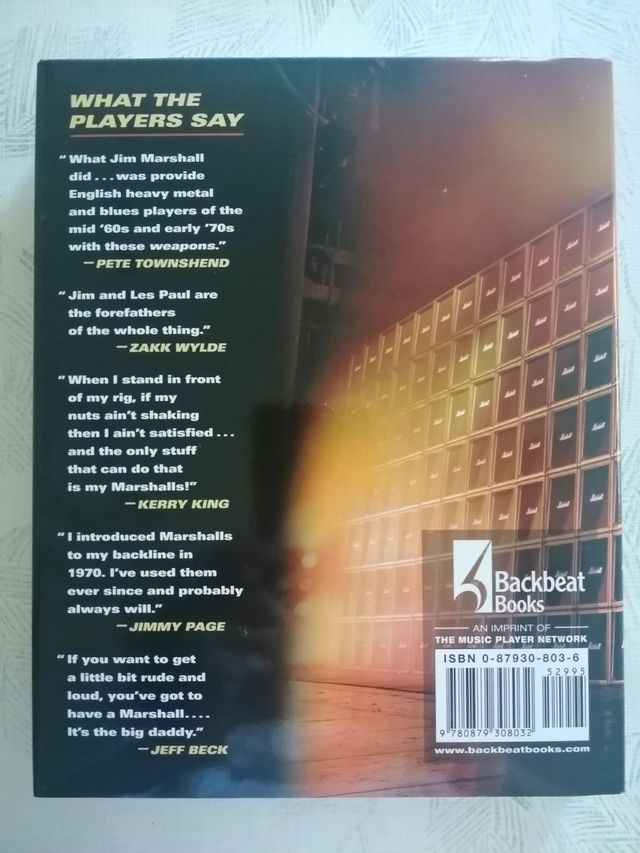 WHAT THE
PLAYERS SAY
"What Jim Marshall
did...was provide
English heavy metal
and blues players of the
mid '60s and early '70s
with these weapons."
—PETE TOWNSHEND
"Jim and Les Paul are
the forefathers
of the whole thing."
—ZAKK WYLDE
"When I stand in front
of my rig, if my
nuts ain't shaking
then I ain't satisfied...
and the only stuff
that can do that
is my Marshalls!"
—KERRY KING
"I introduced Marshalls
to my backline in
1970. I've used them
ever since and probably
always will."
—JIMMY PAGE
"If you want to get
a little bit rude and
loud, you've got to
have a Marshall....
It's the big daddy."
—JEFF BECK
Backbeat
Books
AN IMPRINT OF
THE MUSIC PLAYER NETWORK
ISBN 0-87930-803-6
52995
9 780879 308032
www.backbeatbooks.com